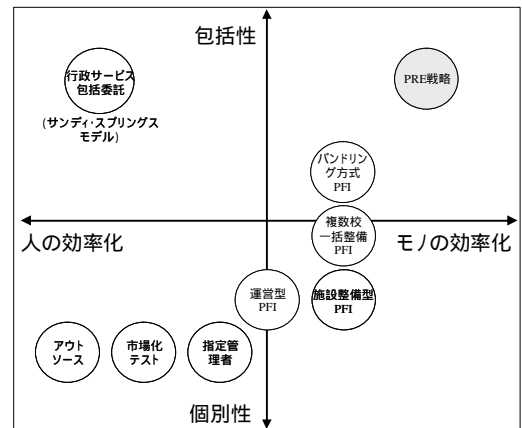 包括性
行政サービス
包括委託
(サンディ・スプリングス
モデル)
PRE戦略
バンドリン
グ方式
PFI
人の効率化
モノの効率化
複数校
一括整備
PFI
運営型
PFI
施設整備型
PFI
アウト
ソース
市場化
テスト
指定管
理者
個別性